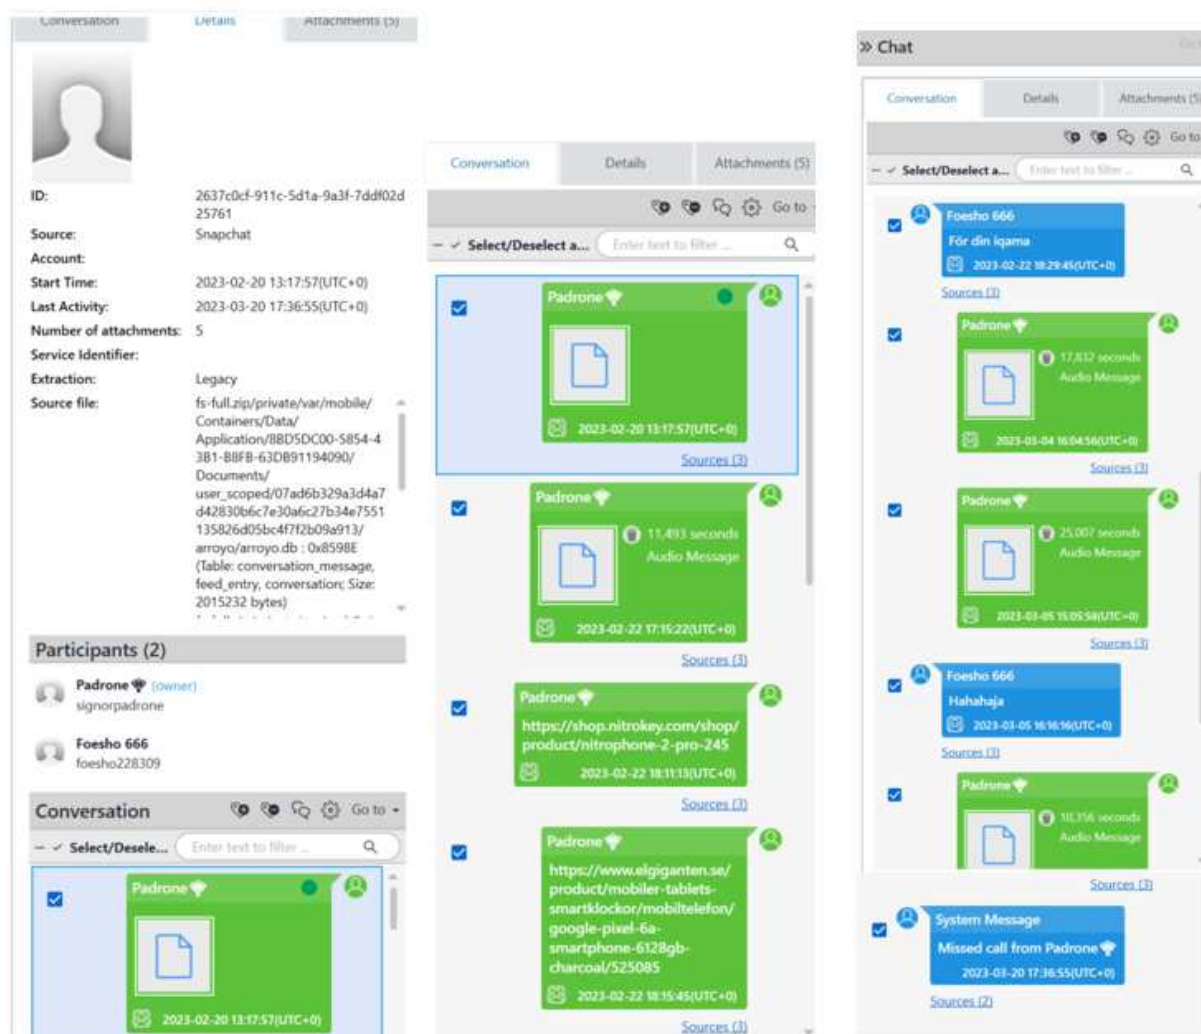 Conversation
Details
Attachments (5)
ID:
2637c0cf-911c-5d1a-9a3f-7ddf02d
25761
Source:
Snapchat
Account:
Start Time:
2023-02-20 13:17:57(UTC+0)
Last Activity:
2023-03-20 17:36:55(UTC+0)
Number of attachments:
5
Service Identifier:
Extraction:
Legacy
Source file:
fs-full.zip/private/var/mobile/
Containers/Data/
Application/8BD5DC00-5854-4
3B1-B8FB-63DB91194090/
Documents/
user_scoped/07ad6b329a3d4a7
d42830b6c7e30a6c27b34e7551
135826d05bc4f7f2b09a913/
arroyo/arroyo.db : 0x8598E
(Table: conversation_message,
feed_entry, conversation; Size:
2015232 bytes)
Participants (2)
Padrone (owner)
signorpadrone
Foesho 666
foesho228309
Conversation
Go to
Select/Desele...
Enter text to filter ...
Padrone
2023-02-20 13:17:57(UTC+0)
Conversation
Details
Attachments (5)
Go to
Select/Deselect a...
Enter text to filter ...
Padrone
2023-02-20 13:17:57(UTC+0)
Sources (3)
Padrone
11,493 seconds
Audio Message
2023-02-22 17:15:22(UTC+0)
Sources (3)
Padrone
https://shop.nitrokey.com/shop/
product/nitrophone-2-pro-245
2023-02-22 18:11:13(UTC+0)
Sources (3)
Padrone
https://www.elgiganten.se/
product/mobiler-tablets-
smartklockor/mobiltelefon/
google-pixel-6a-
smartphone-6128gb-
charcoal/525085
2023-02-22 18:15:45(UTC+0)
Sources (3)
» Chat
Conversation
Details
Attachments (5)
Go to
Select/Deselect a...
Enter text to filter ...
Foesho 666
För din iqama
2023-02-22 18:29:45(UTC+0)
Sources (3)
Padrone
17,832 seconds
Audio Message
2023-03-04 16:04:56(UTC+0)
Sources (3)
Padrone
25,007 seconds
Audio Message
2023-03-05 15:05:58(UTC+0)
Sources (3)
Foesho 666
Hahahaja
2023-03-05 16:16:16(UTC+0)
Sources (3)
Padrone
10,356 seconds
Audio Message
Sources (3)
System Message
Missed call from Padrone
2023-03-20 17:36:55(UTC+0)
Sources (2)